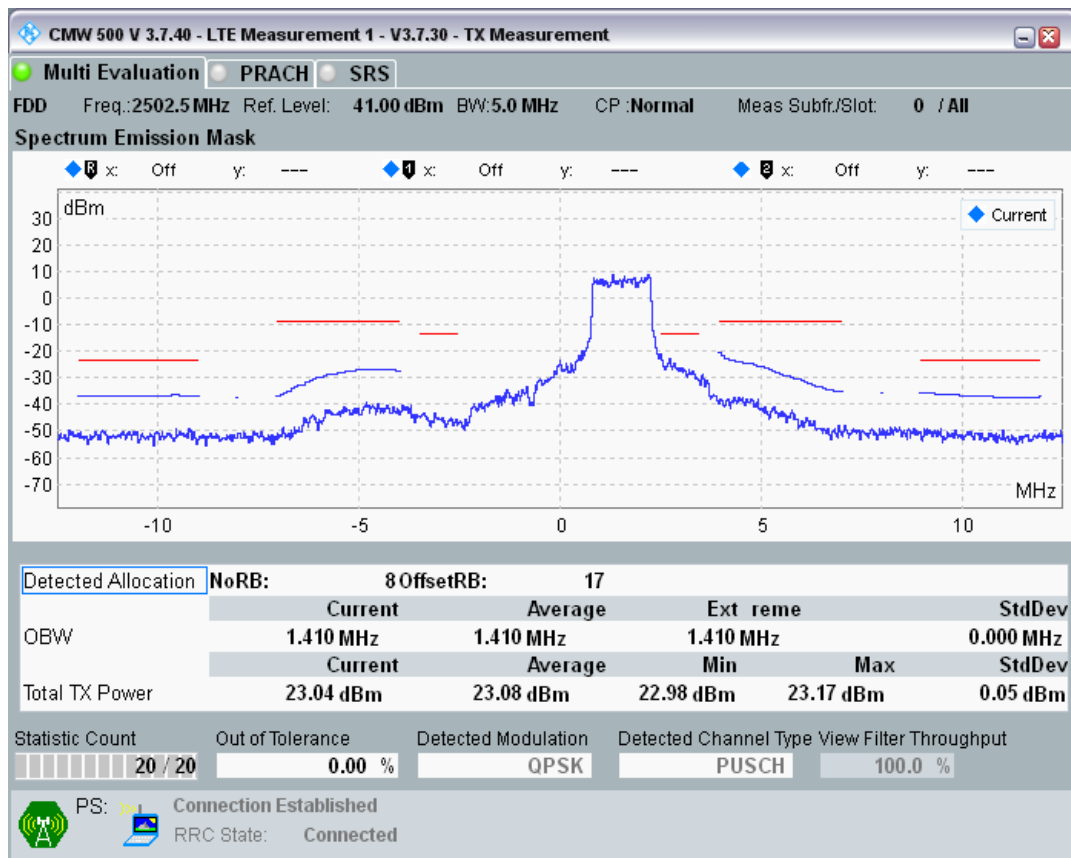 CMW 500 V 3.7.40 - LTE Measurement 1 - V3.7.30 - TX Measurement
Multi Evaluation PRACH SRS
FDD Freq.:2502.5 MHz Ref. Level: 41.00 dBm BW:5.0 MHz CP :Normal Meas Subfr./Slot: 0 / All
Spectrum Emission Mask
R x: Off y: --- 1 x: Off y: --- 2 x: Off y: ---
dBm
Current
30
20
10
0
-10
-20
-30
-40
-50
-60
-70
MHz
-10 -5 0 5 10
Detected Allocation NoRB: 8 OffsetRB: 17
Current Average Ext reme StdDev
OBW 1.410 MHz 1.410 MHz 1.410 MHz 0.000 MHz
Current Average Min Max StdDev
Total TX Power 23.04 dBm 23.08 dBm 22.98 dBm 23.17 dBm 0.05 dBm
Statistic Count Out of Tolerance Detected Modulation Detected Channel Type View Filter Throughput
20 / 20 0.00 % QPSK PUSCH 100.0 %
PS: Connection Established
RRC State: Connected